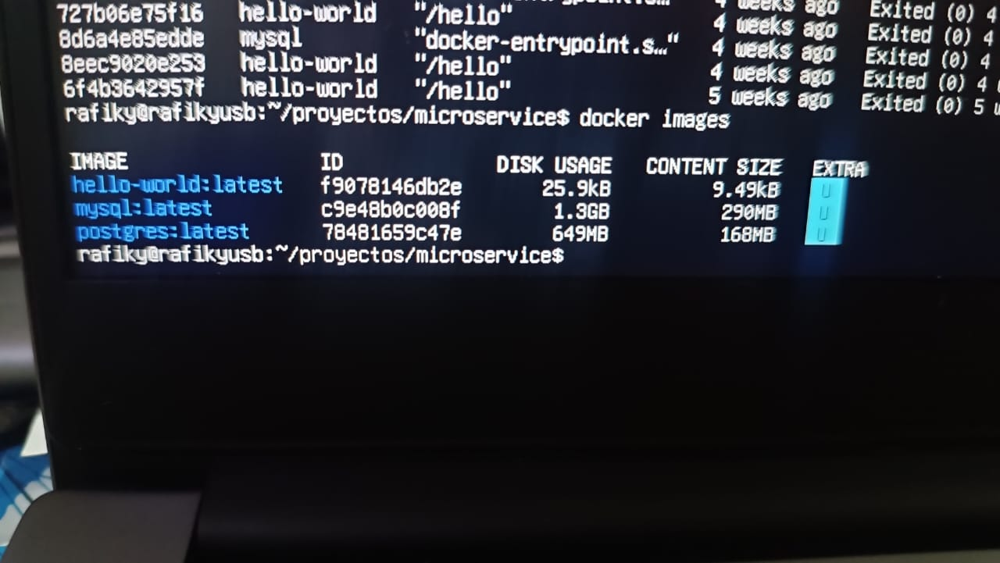 727b06e75f16 hello-world "/hello" 4 weeks ago Exited (0) 4
8d6a4e85edde mysql "docker-entrypoint.s…" 4 weeks ago Exited (0) 4
8eec9020e253 hello-world "/hello" 4 weeks ago Exited (0) 4
6f4b3642957f hello-world "/hello" 5 weeks ago Exited (0) 5
rafiky@rafikyusb:~/proyectos/microservice$ docker images
IMAGE ID DISK USAGE CONTENT SIZE EXTRA
hello-world:latest f9078146db2e 25.9kB 9.49kB U
mysql:latest c9e48b0c008f 1.3GB 290MB U
postgres:latest 78481659c47e 649MB 168MB U
rafiky@rafikyusb:~/proyectos/microservice$